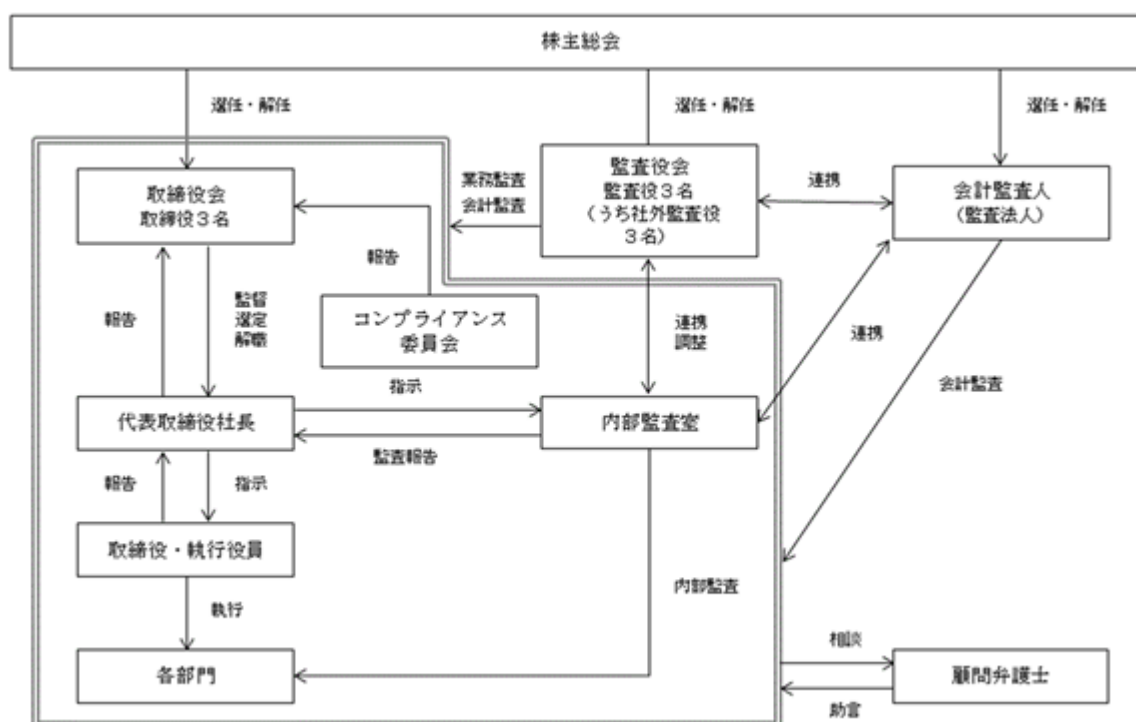 株主総会
選任・解任
選任・解任
選任・解任
取締役会
取締役３名
業務監査
会計監査
監査役会
監査役３名
（うち社外監査役
３名）
連携
会計監査人
（監査法人）
報告
監督
選定
解職
報告
コンプライアンス
委員会
連携
調整
連携
会計監査
代表取締役社長
指示
監査報告
内部監査室
報告
指示
取締役・執行役員
執行
内部監査
各部門
相談
助言
顧問弁護士